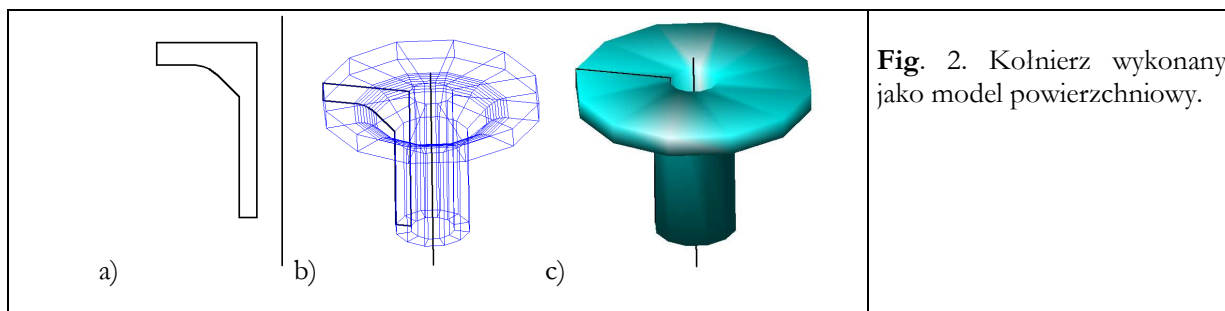 a)
b)
c)
Fig. 2. Kołnierz wykonany
jako model powierzchniowy.